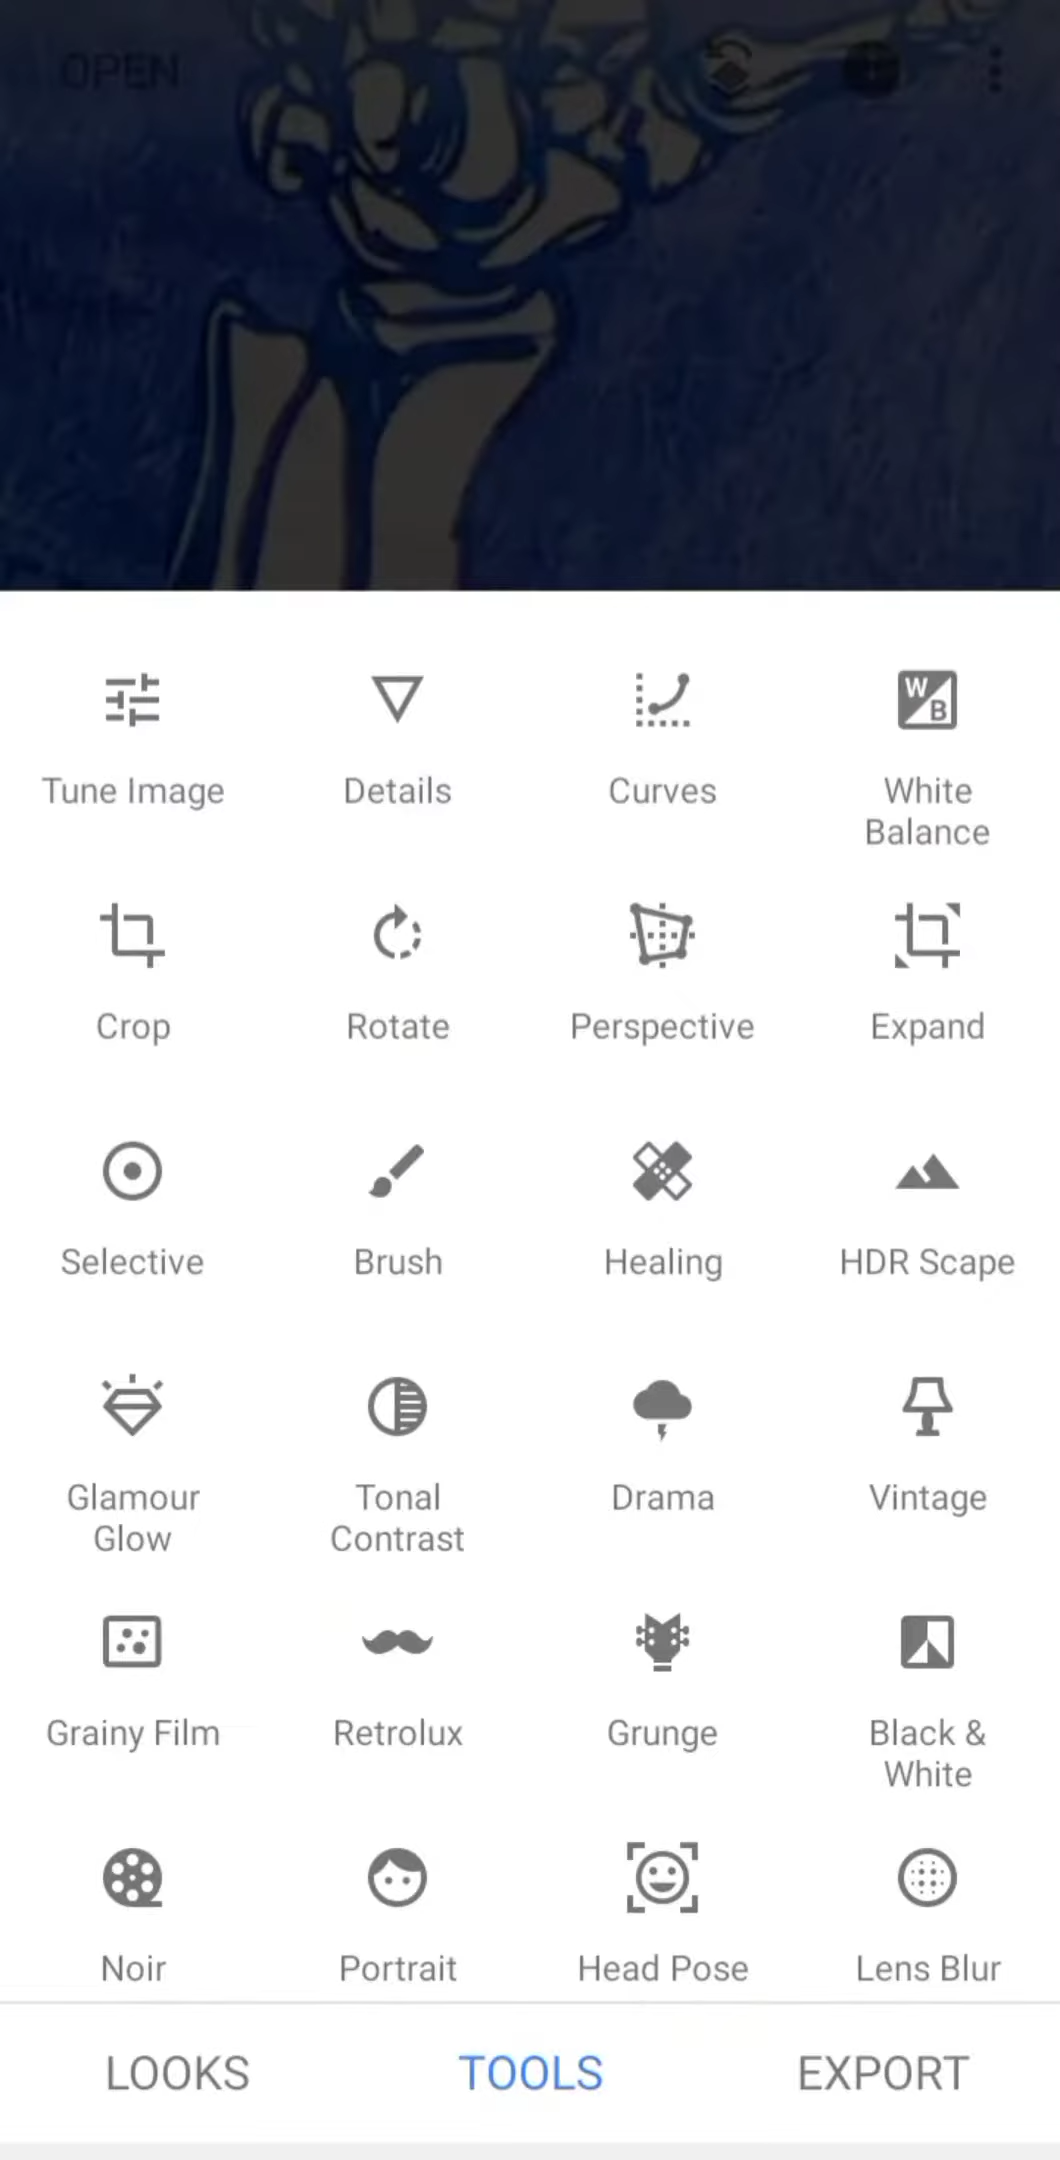 OPEN
Tune Image
Details
Curves
White
Balance
Crop
Rotate
Perspective
Expand
Selective
Brush
Healing
HDR Scape
Glamour
Glow
Tonal
Contrast
Drama
Vintage
Grainy Film
Retrolux
Grunge
Black &
White
Noir
Portrait
Head Pose
Lens Blur
LOOKS
TOOLS
EXPORT